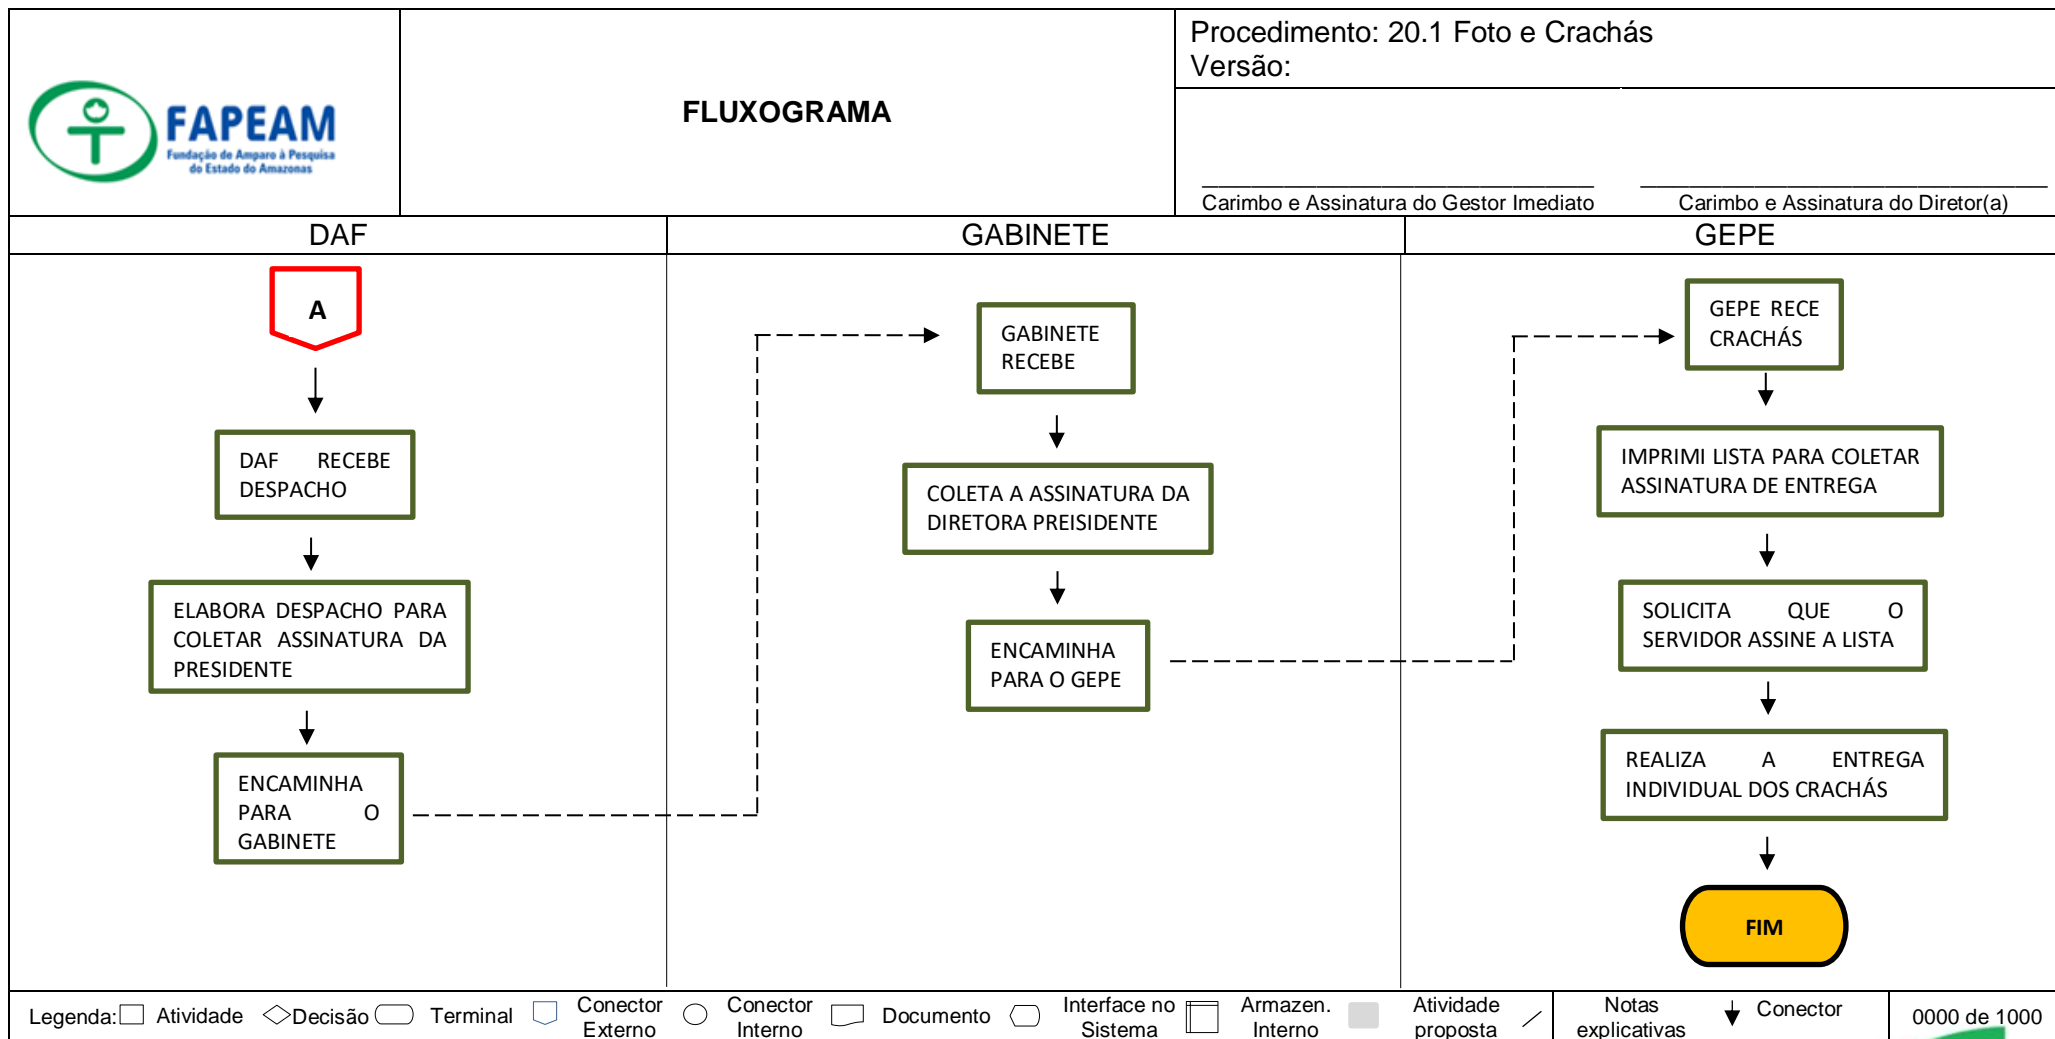 FAPEAM
Fundação de Amparo à Pesquisa
do Estado do Amazonas
FLUXOGRAMA
Procedimento: 20.1 Foto e Crachás
Versão:
Carimbo e Assinatura do Gestor Imediato
Carimbo e Assinatura do Diretor(a)
DAF
GABINETE
GEPE
A
DAF RECEBE
DESPACHO
ELABORA DESPACHO PARA
COLETAR ASSINATURA DA
PRESIDENTE
ENCAMINHA
PARA O
GABINETE
GABINETE
RECEBE
COLETA A ASSINATURA DA
DIRETORA PREISIDENTE
ENCAMINHA
PARA O GEPE
GEPE RECE
CRACHÁS
IMPRIMI LISTA PARA COLETAR
ASSINATURA DE ENTREGA
SOLICITA QUE O
SERVIDOR ASSINE A LISTA
REALIZA A ENTREGA
INDIVIDUAL DOS CRACHÁS
FIM
Legenda:
Atividade
Decisão
Terminal
Conector
Externo
Conector
Interno
Documento
Interface no
Sistema
Armazen.
Interno
Atividade
proposta
Notas
explicativas
Conector
0000 de 1000